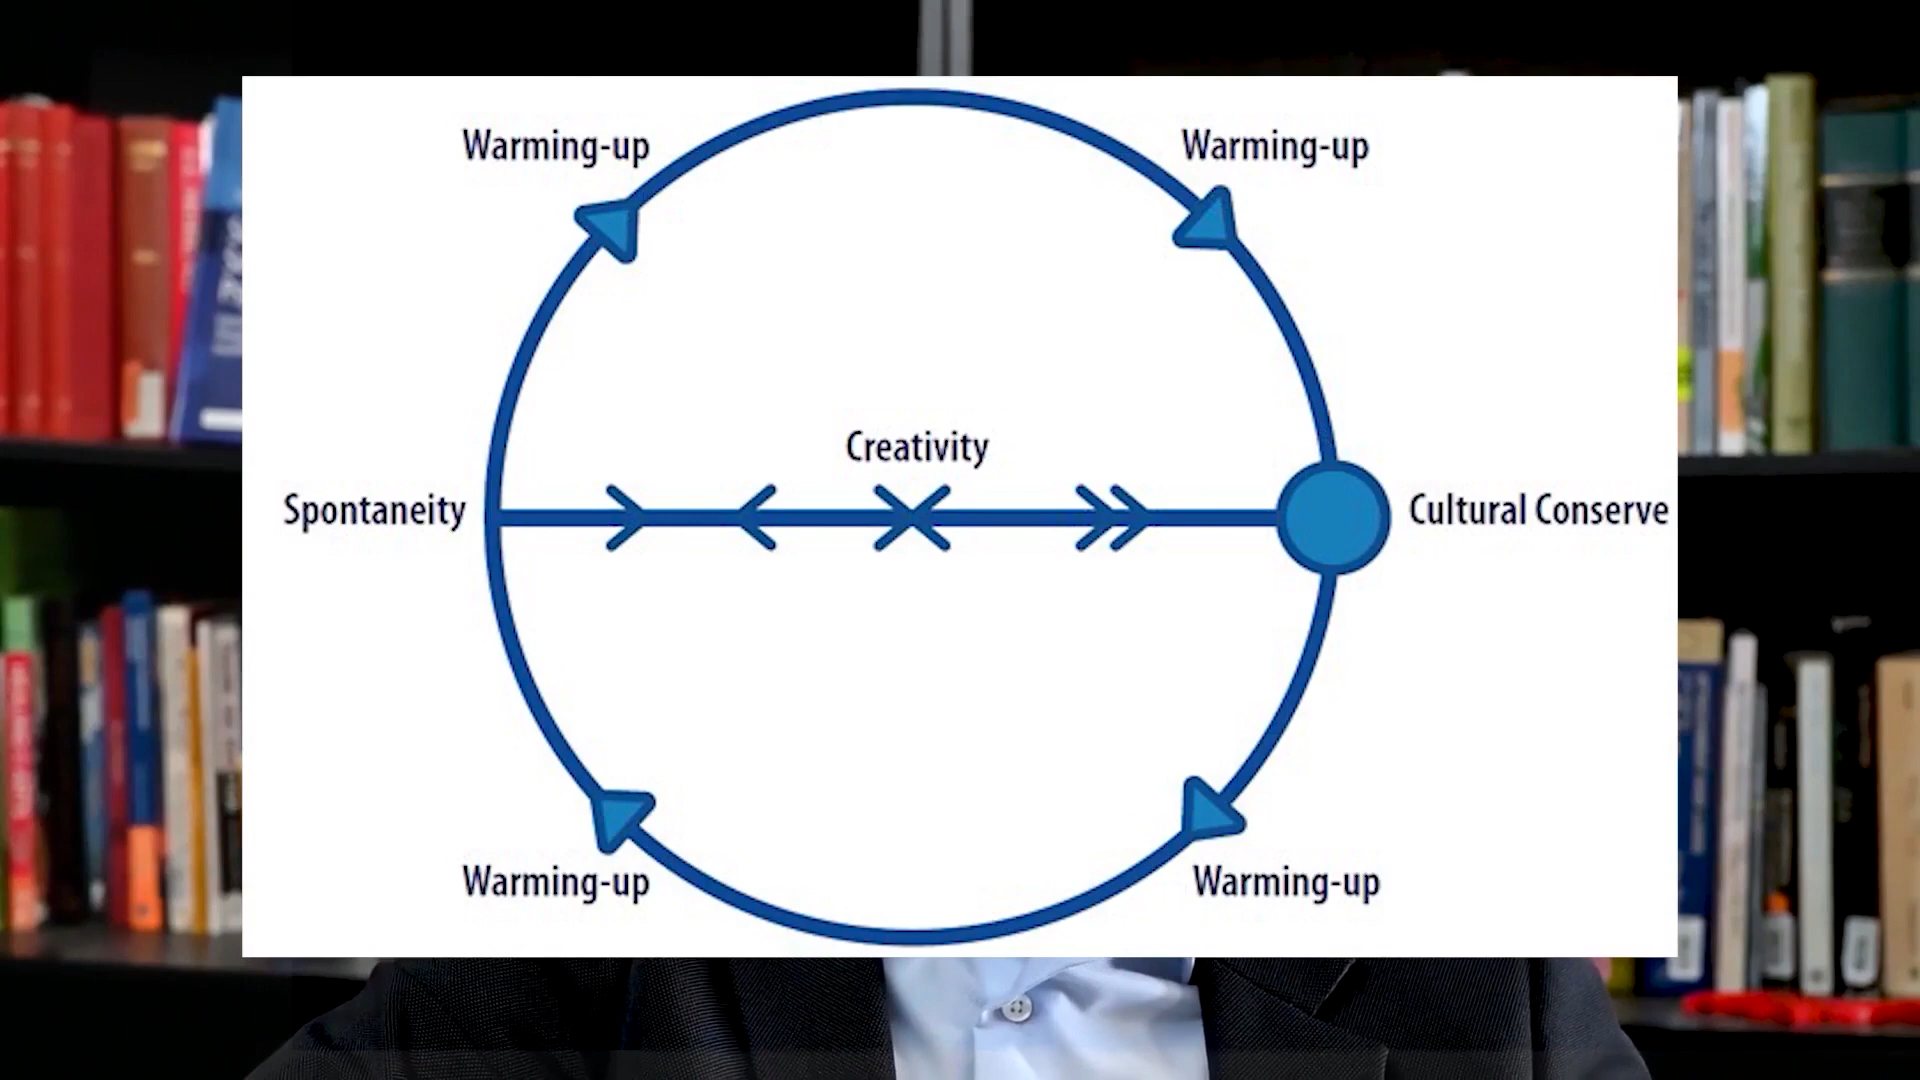 Warming-up
Warming-up
Creativity
Spontaneity
Cultural Conserve
Warming-up
Warming-up